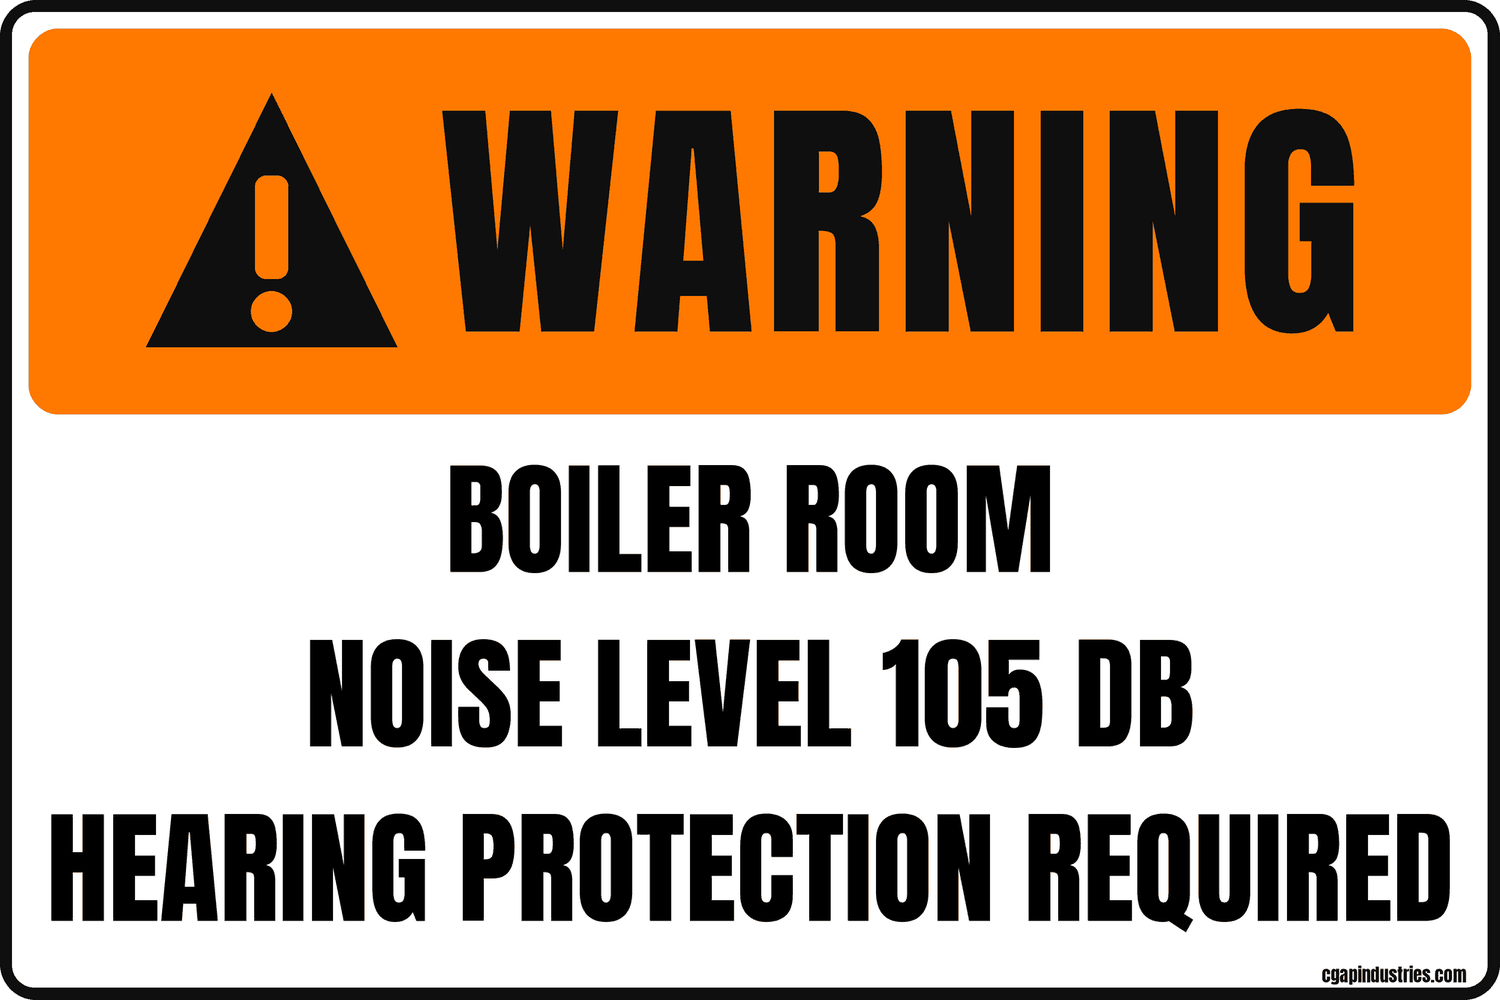 WARNING
BOILER ROOM
NOISE LEVEL 105 DB
HEARING PROTECTION REQUIRED
cgapindustries.com